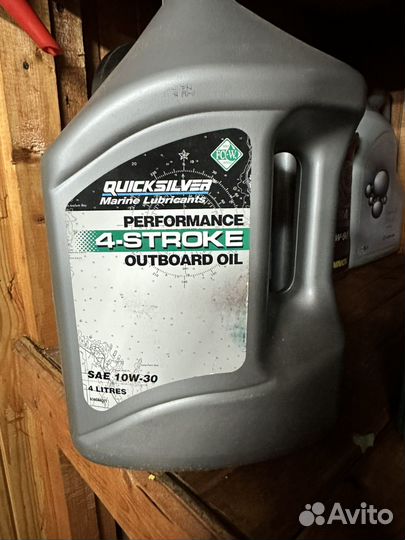 FC-W
QUICKSILVER
Marine Lubricants
PERFORMANCE
4-STROKE
OUTBOARD OIL
SAE 10W-30
4 LITRES
Avito